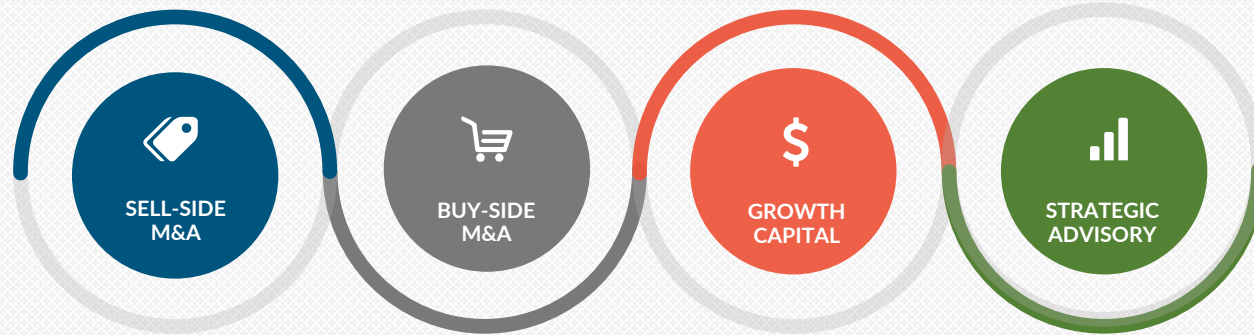 SELL-SIDE
M&A
BUY-SIDE
M&A
GROWTH
CAPITAL
STRATEGIC
ADVISORY